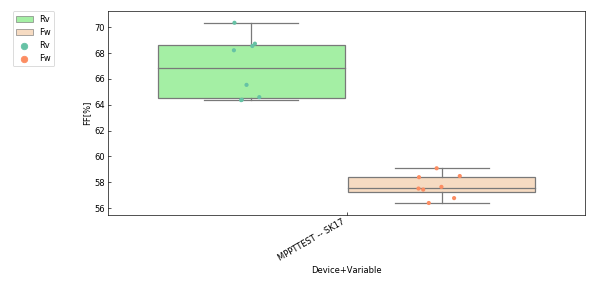 Rv
Fw
Rv
Fw
FF[%]
70
68
66
64
62
60
58
56
MPPTTEST -- SK17
Device+Variable